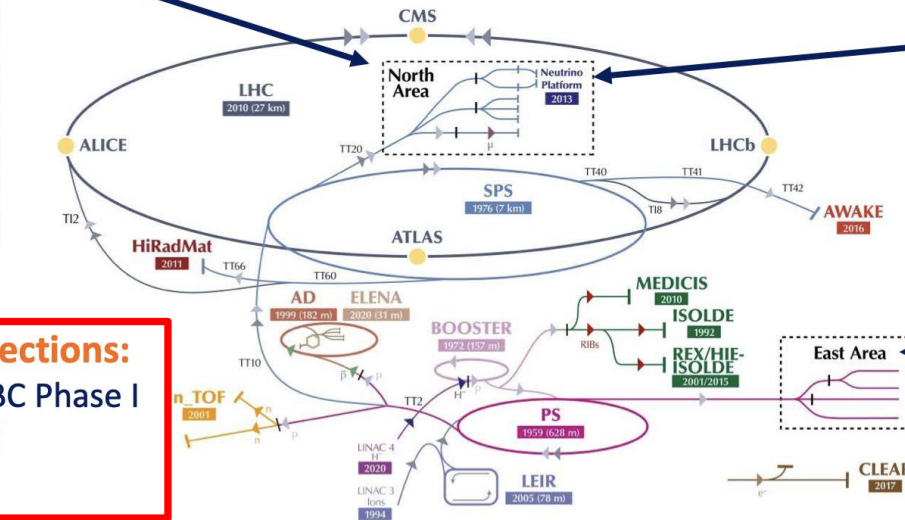 CMS
North
Area
Neutrino
Platform
2013
LHC
2010 (27 km)
μ
ALICE
LHCb
TT20
TT40
TT41
TT42
SPS
1976 (7 km)
TI8
AWAKE
2016
TI2
ATLAS
HiRadMat
2011
TT66
TT60
AD
1999 (182 m)
ELENA
2020 (31 m)
MEDICIS
2010
BOOSTER
1972 (157 m)
ISOLDE
1992
RIBs
REX/HIE-
ISOLDE
2001/2015
East Area
TT10
p̄
p
H⁻
p
ections:
BC Phase I
n_TOF
2001
n
n
p
TT2
PS
1959 (628 m)
LINAC 4
H⁻
2020
LINAC 3
Ions
1994
LEIR
2005 (78 m)
e⁻
CLEAR
2017